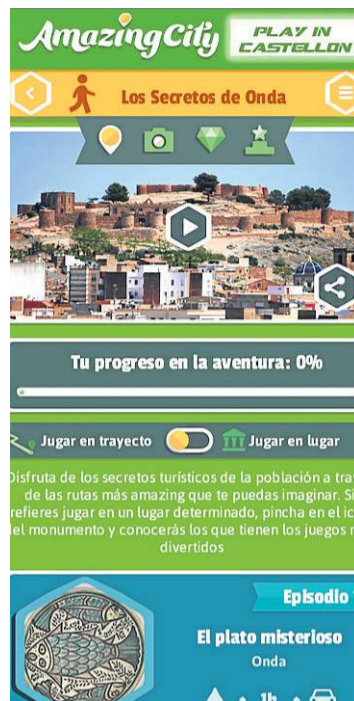 AmazingCity
PLAY IN
CASTELLON
Los Secretos de Onda
Tu progreso en la aventura: 0%
Jugar en trayecto
Jugar en lugar
Disfruta de los secretos turísticos de la población a trav
de las rutas más amazing que te puedas imaginar. Si
refieres jugar en un lugar determinado, pincha en el ic
del monumento y conocerás los que tienen los juegos m
divertidos
Episodio
El plato misterioso
Onda
1h